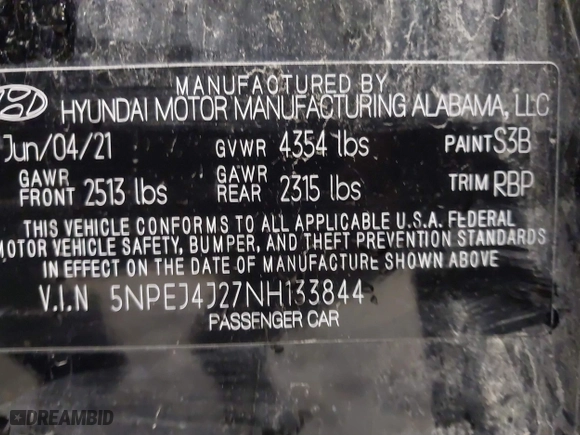 MANUFACTURED BY
HYUNDAI MOTOR MANUFACTURING ALABAMA, LLC
Jun/04/21 GVWR 4354 lbs PAINT S3B
GAWR FRONT 2513 lbs GAWR REAR 2315 lbs TRIM RBP
THIS VEHICLE CONFORMS TO ALL APPLICABLE U.S.A. FEDERAL
MOTOR VEHICLE SAFETY, BUMPER, AND THEFT PREVENTION STANDARDS
IN EFFECT ON THE DATE OF MANUFACTURE SHOWN ABOVE.
V.I.N 5NPEJ4J27NH133844
PASSENGER CAR
DREAMBID